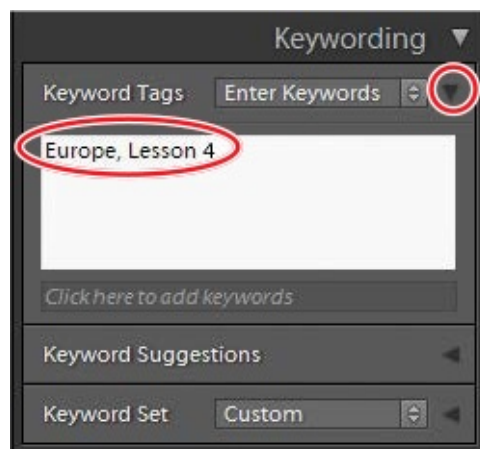 Keywording
Keyword Tags Enter Keywords
Europe, Lesson 4
Click here to add keywords
Keyword Suggestions
Keyword Set Custom